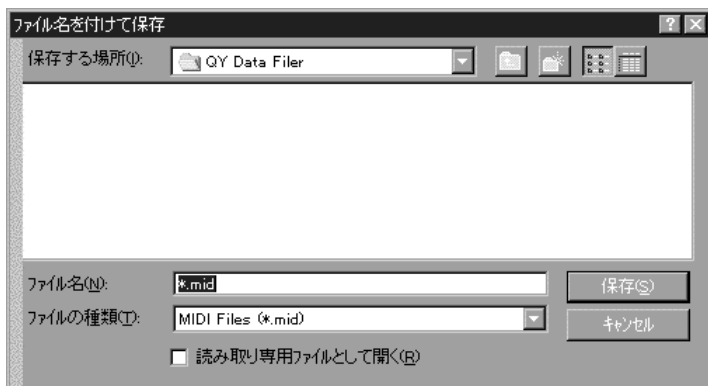 ファイル名を付けて保存
保存する場所(I): QY Data Filer
ファイル名(N): *.mid 保存(S)
ファイルの種類(T): MIDI Files (*.mid) キャンセル
読み取り専用ファイルとして開く(R)